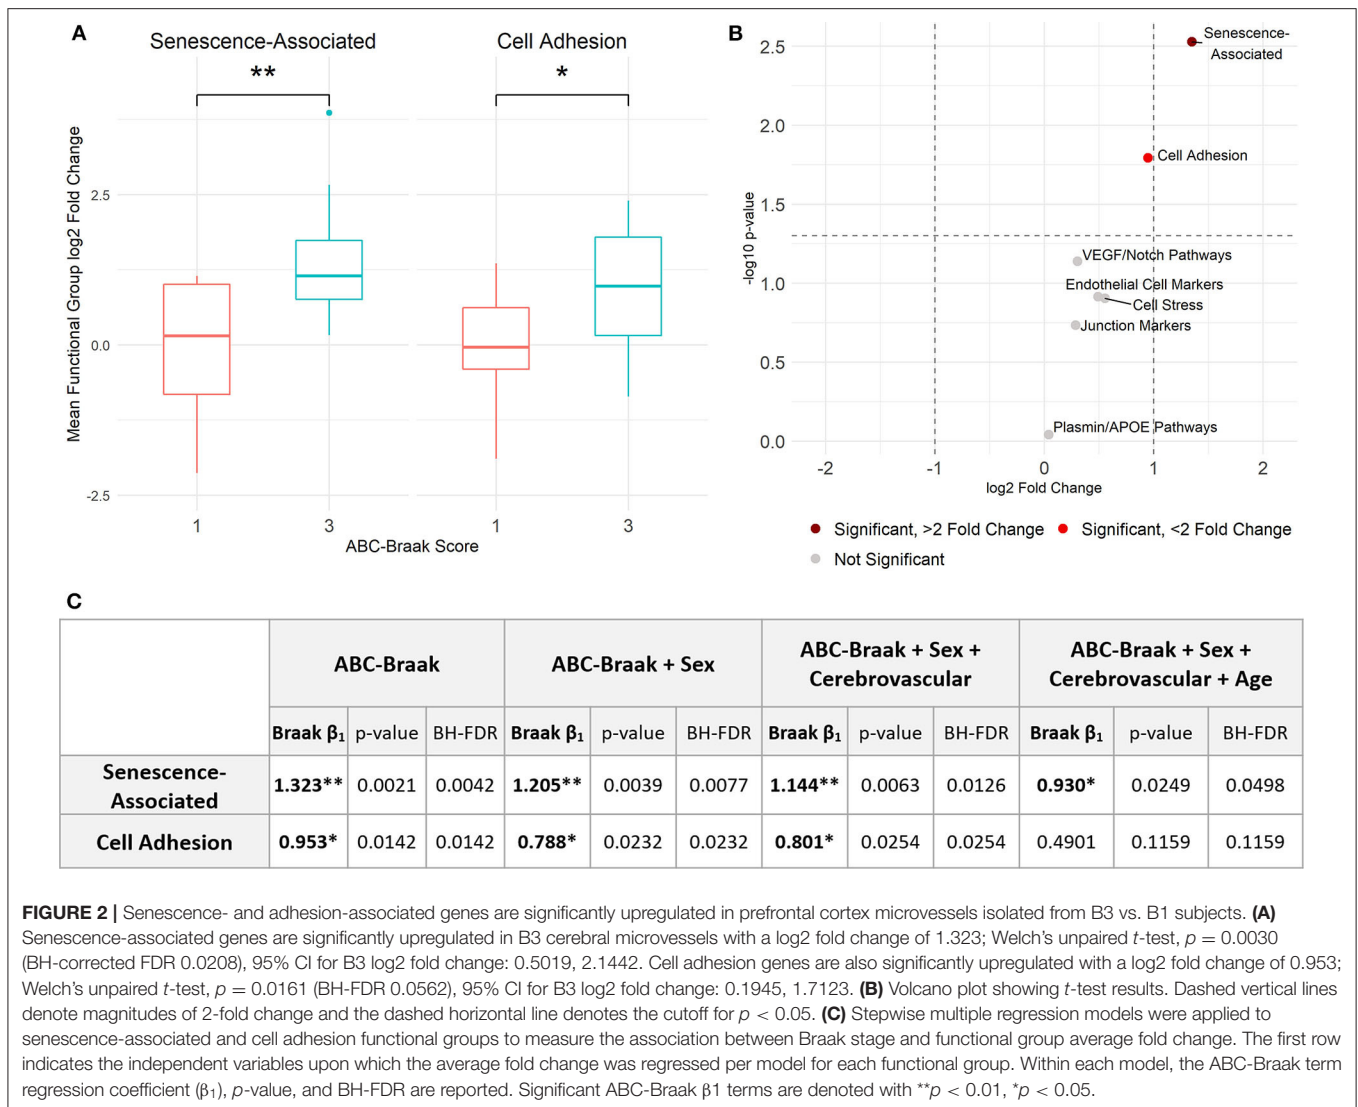 A
Senescence-Associated
Cell Adhesion
**
*
Mean Functional Group log2 Fold Change
2.5
0.0
-2.5
1
3
1
3
ABC-Braak Score
B
-log10 p-value
2.5
2.0
1.5
1.0
0.5
0.0
Senescence-
Associated
Cell Adhesion
VEGF/Notch Pathways
Endothelial Cell Markers
Cell Stress
Junction Markers
Plasmin/APOE Pathways
-2
-1
0
1
2
log2 Fold Change
Significant, >2 Fold Change
Significant, <2 Fold Change
Not Significant
C
ABC-Braak
ABC-Braak + Sex
ABC-Braak + Sex +
Cerebrovascular
ABC-Braak + Sex +
Cerebrovascular + Age
Braak β₁ p-value BH-FDR Braak β₁ p-value BH-FDR Braak β₁ p-value BH-FDR Braak β₁ p-value BH-FDR
Senescence-
Associated
1.323** 0.0021 0.0042 1.205** 0.0039 0.0077 1.144** 0.0063 0.0126 0.930* 0.0249 0.0498
Cell Adhesion 0.953* 0.0142 0.0142 0.788* 0.0232 0.0232 0.801* 0.0254 0.0254 0.4901 0.1159 0.1159
FIGURE 2 | Senescence- and adhesion-associated genes are significantly upregulated in prefrontal cortex microvessels isolated from B3 vs. B1 subjects. (A)
Senescence-associated genes are significantly upregulated in B3 cerebral microvessels with a log2 fold change of 1.323; Welch's unpaired t-test, p = 0.0030
(BH-corrected FDR 0.0208), 95% CI for B3 log2 fold change: 0.5019, 2.1442. Cell adhesion genes are also significantly upregulated with a log2 fold change of 0.953;
Welch's unpaired t-test, p = 0.0161 (BH-FDR 0.0562), 95% CI for B3 log2 fold change: 0.1945, 1.7123. (B) Volcano plot showing t-test results. Dashed vertical lines
denote magnitudes of 2-fold change and the dashed horizontal line denotes the cutoff for p < 0.05. (C) Stepwise multiple regression models were applied to
senescence-associated and cell adhesion functional groups to measure the association between Braak stage and functional group average fold change. The first row
indicates the independent variables upon which the average fold change was regressed per model for each functional group. Within each model, the ABC-Braak term
regression coefficient (β₁), p-value, and BH-FDR are reported. Significant ABC-Braak β1 terms are denoted with **p < 0.01, *p < 0.05.